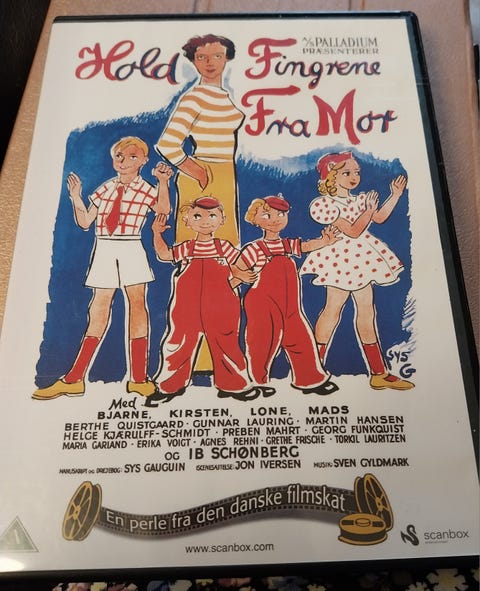 A/S PALLADIUM
PRÆSENTERER
Hold Fingrene
Fra Mor
SYS
G
Med
BJARNE, KIRSTEN, LONE, MADS
BERTHE QUISTGAARD · GUNNAR LAURING · MARTIN HANSEN
HELGE KJÆRULFF-SCHMIDT · PREBEN MAHRT · GEORG FUNKQUIST
MARIA GARLAND · ERIKA VOIGT · AGNES REHNI · GRETHE FRISCHE · TORKIL LAURITZEN
OG IB SCHØNBERG
MANUSKRIPT OG DREJEBOG: SYS GAUGUIN ISCENESÆTTELSE: JON IVERSEN MUSIK: SVEN GYLDMARK
En perle fra den danske filmskat
www.scanbox.com
scanbox